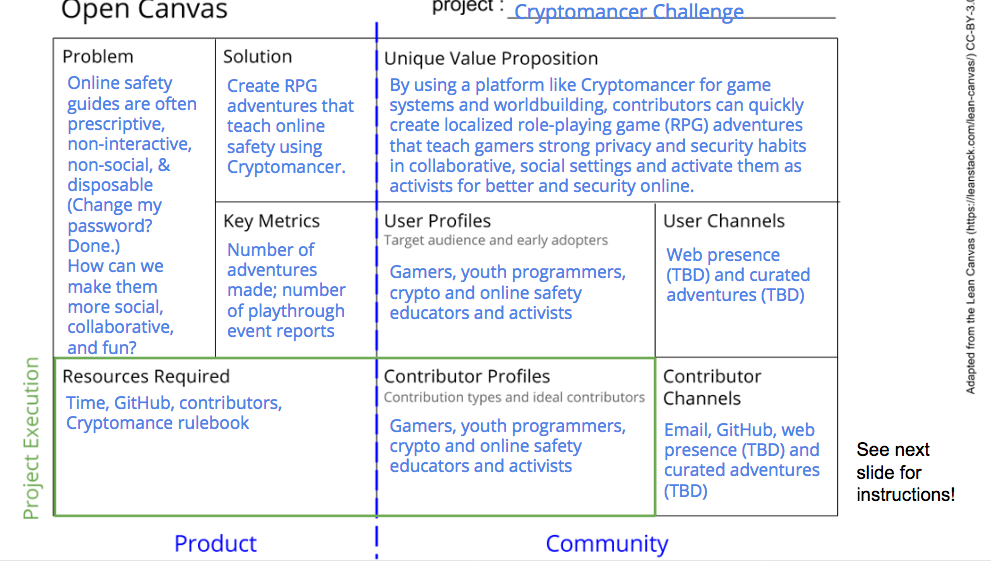 Open Canvas
project : Cryptomancer Challenge
Problem
Online safety
guides are often
prescriptive,
non-interactive,
non-social, &
disposable
(Change my
password?
Done.)
How can we
make them
more social,
collaborative,
and fun?
Solution
Create RPG
adventures that
teach online
safety using
Cryptomancer.
Key Metrics
Number of
adventures
made; number
of playthrough
event reports
Unique Value Proposition
By using a platform like Cryptomancer for game
systems and worldbuilding, contributors can quickly
create localized role-playing game (RPG) adventures
that teach gamers strong privacy and security habits
in collaborative, social settings and activate them as
activists for better and security online.
User Profiles
Target audience and early adopters
Gamers, youth programmers,
crypto and online safety
educators and activists
User Channels
Web presence
(TBD) and curated
adventures (TBD)
Project Execution
Resources Required
Time, GitHub, contributors,
Cryptomance rulebook
Contributor Profiles
Contribution types and ideal contributors
Gamers, youth programmers,
crypto and online safety
educators and activists
Contributor
Channels
Email, GitHub, web
presence (TBD) and
curated adventures
(TBD)
Product
Community
See next
slide for
instructions!
Adapted from the Lean Canvas (https://leanstack.com/lean-canvas/) CC-BY-3.0